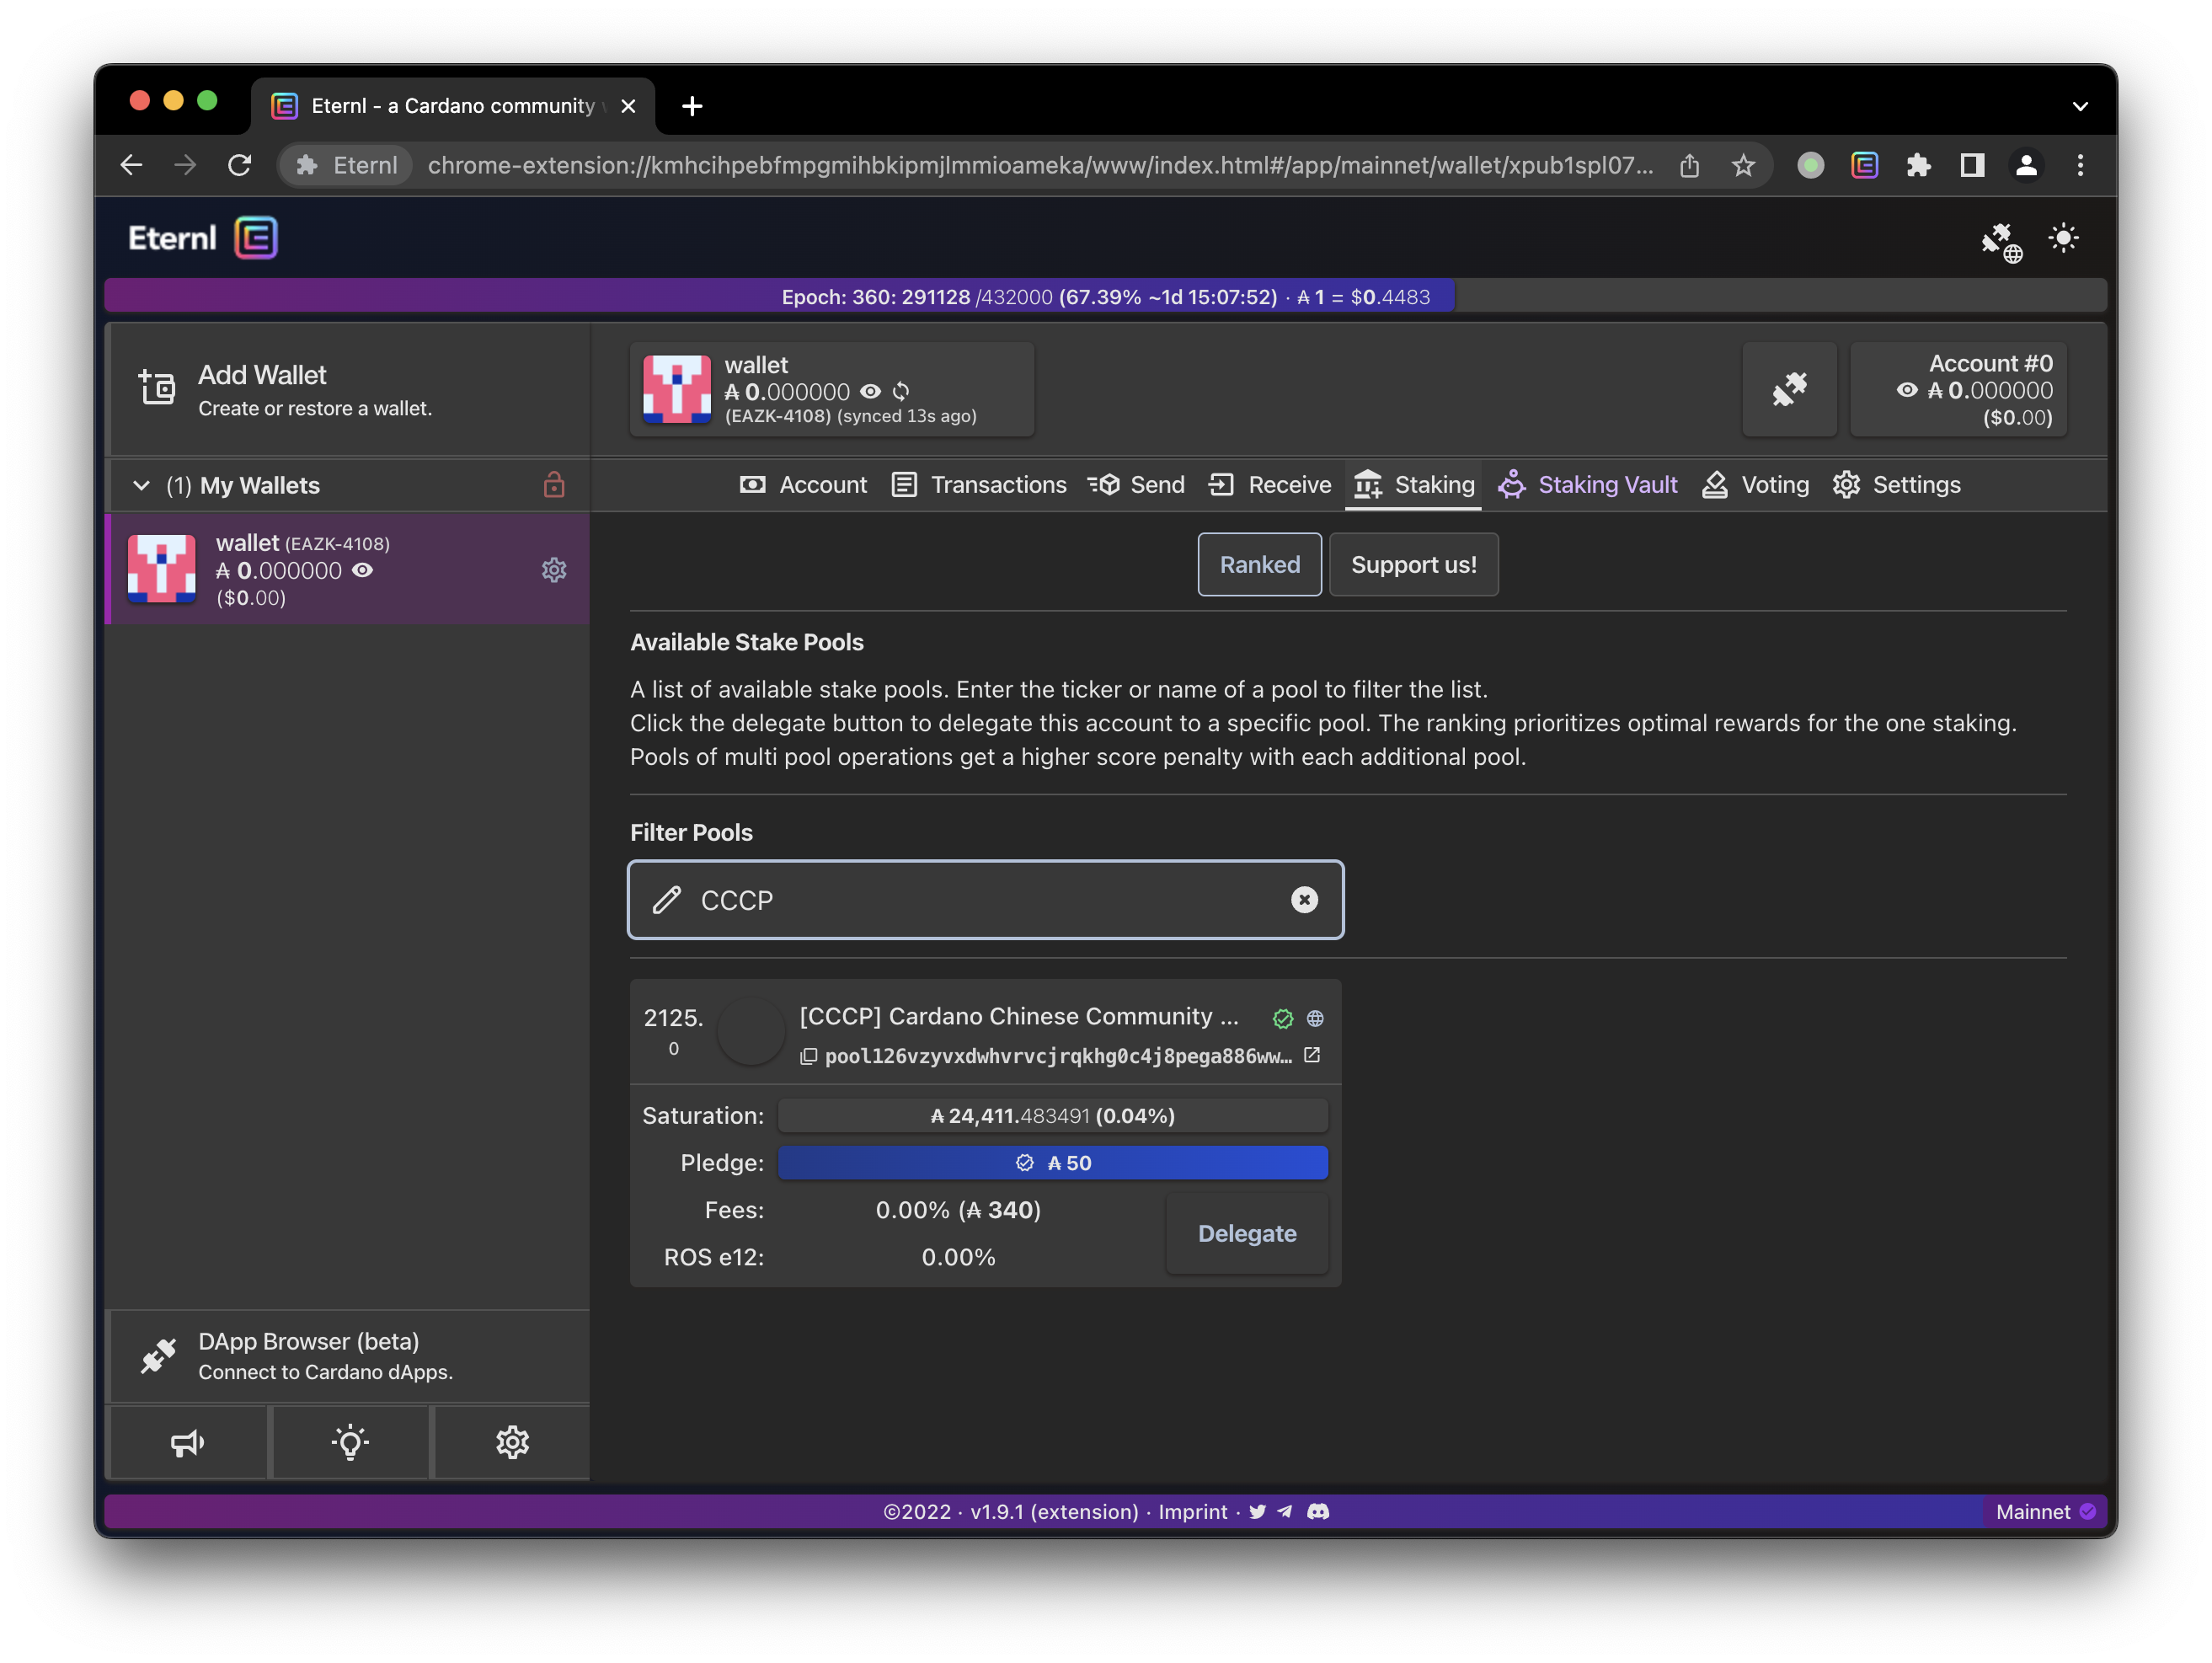 Eternl - a Cardano community
Eternl
chrome-extension://kmhcihpebfmpgmihbkipmjlmmioameka/www/index.html#/app/mainnet/wallet/xpub1spl07...
Eternl
Epoch: 360: 291128 /432000 (67.39% ~1d 15:07:52) · ₳ 1 = $0.4483
Add Wallet
Create or restore a wallet.
wallet
₳ 0.000000
(EAZK-4108) (synced 13s ago)
Account #0
₳ 0.000000
($0.00)
(1) My Wallets
Account
Transactions
Send
Receive
Staking
Staking Vault
Voting
Settings
wallet (EAZK-4108)
₳ 0.000000
($0.00)
Ranked
Support us!
Available Stake Pools
A list of available stake pools. Enter the ticker or name of a pool to filter the list.
Click the delegate button to delegate this account to a specific pool. The ranking prioritizes optimal rewards for the one staking.
Pools of multi pool operations get a higher score penalty with each additional pool.
Filter Pools
CCCP
2125.
0
[CCCP] Cardano Chinese Community ...
pool126vzyvxdwhvrvcjrqkhg0c4j8pega886ww…
Saturation: ₳ 24,411.483491 (0.04%)
Pledge: ₳ 50
Fees: 0.00% (₳ 340)
ROS e12: 0.00%
Delegate
DApp Browser (beta)
Connect to Cardano dApps.
©2022 · v1.9.1 (extension) · Imprint ·
Mainnet